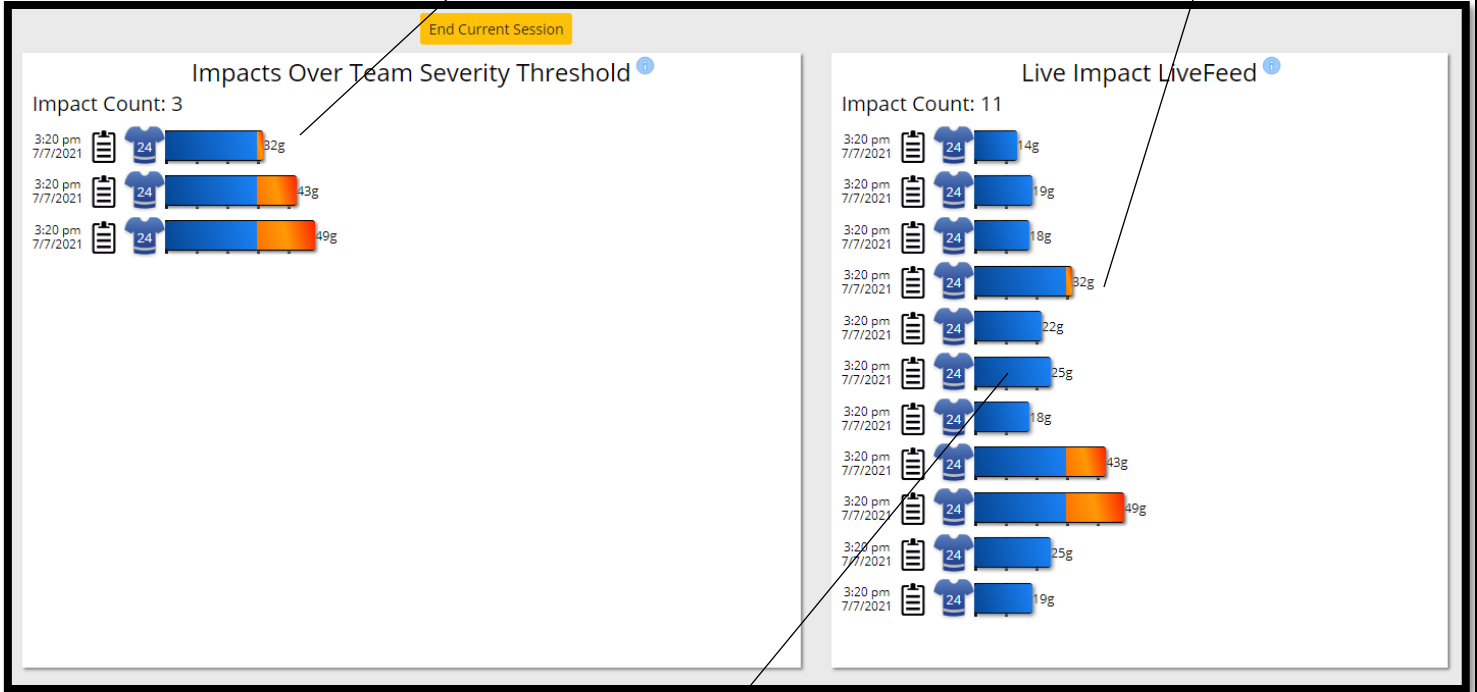 End Current Session
Impacts Over Team Severity Threshold
Impact Count: 3
3:20 pm
7/7/2021
24
32g
3:20 pm
7/7/2021
24
43g
3:20 pm
7/7/2021
24
49g
Live Impact LiveFeed
Impact Count: 11
3:20 pm
7/7/2021
24
14g
3:20 pm
7/7/2021
24
19g
3:20 pm
7/7/2021
24
18g
3:20 pm
7/7/2021
24
32g
3:20 pm
7/7/2021
24
22g
3:20 pm
7/7/2021
24
25g
3:20 pm
7/7/2021
24
18g
3:20 pm
7/7/2021
24
43g
3:20 pm
7/7/2021
24
49g
3:20 pm
7/7/2021
24
25g
3:20 pm
7/7/2021
24
19g